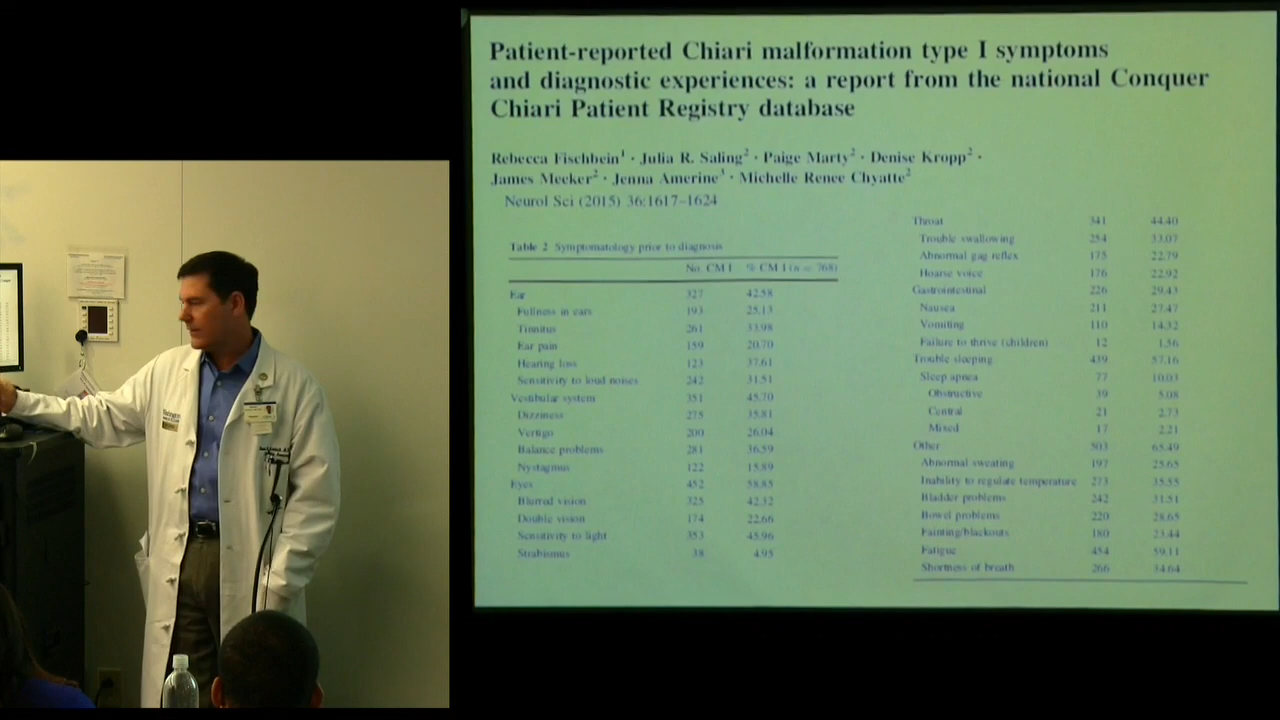 Patient-reported Chiari malformation type I symptoms
and diagnostic experiences: a report from the national Conquer
Chiari Patient Registry database
Rebecca Fischbein1 · Julia R. Saling2 · Paige Marty2 · Denise Kropp2 ·
James Meeker2 · Jenna Amerine3 · Michelle Renee Chyatte2
Neurol Sci (2015) 36:1617–1624
Table 2 Symptomatology prior to diagnosis
No. CM I % CM I (n = 768)
Ear 327 42.58
Fullness in ears 193 25.13
Tinnitus 261 33.98
Ear pain 159 20.70
Hearing loss 123 37.61
Sensitivity to loud noises 242 31.51
Vestibular system 351 45.70
Dizziness 275 35.81
Vertigo 200 26.04
Balance problems 281 36.59
Nystagmus 122 15.89
Eyes 452 58.85
Blurred vision 325 42.32
Double vision 174 22.66
Sensitivity to light 353 45.96
Strabismus 38 4.95
Throat 341 44.40
Trouble swallowing 254 33.07
Abnormal gag reflex 175 22.79
Hoarse voice 176 22.92
Gastrointestinal 226 29.43
Nausea 211 27.47
Vomiting 110 14.32
Failure to thrive (children) 12 1.56
Trouble sleeping 439 57.16
Sleep apnea 77 10.03
Obstructive 39 5.08
Central 21 2.73
Mixed 17 2.21
Other 503 65.49
Abnormal sweating 197 25.65
Inability to regulate temperature 273 35.55
Bladder problems 242 31.51
Bowel problems 220 28.65
Fainting/blackouts 180 23.44
Fatigue 454 59.11
Shortness of breath 266 34.64